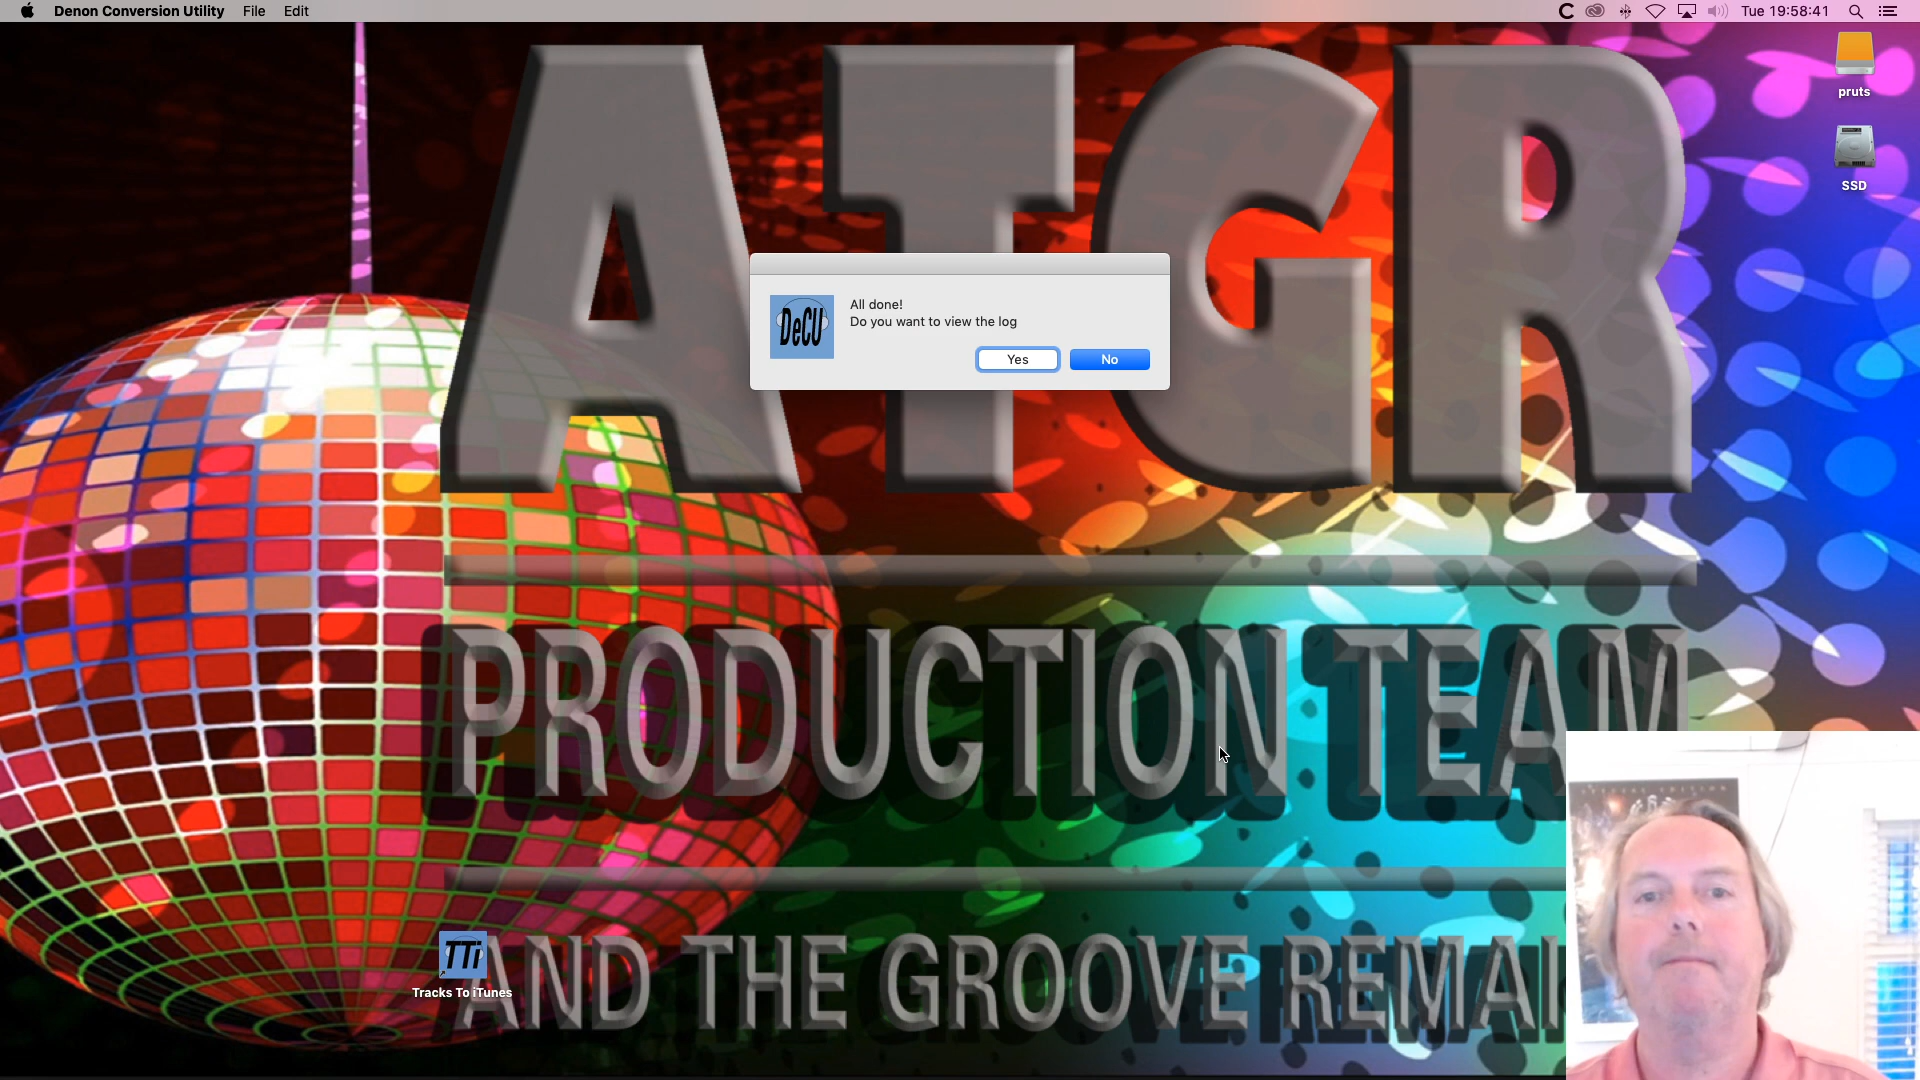 Denon Conversion Utility File Edit Tue 19:58:41
pruts
SSD
ATGR
All done!
DeCU
Do you want to view the log
Yes No
PRODUCTION TEAM
TTi
Tracks To iTunes
AND THE GROOVE REMAI